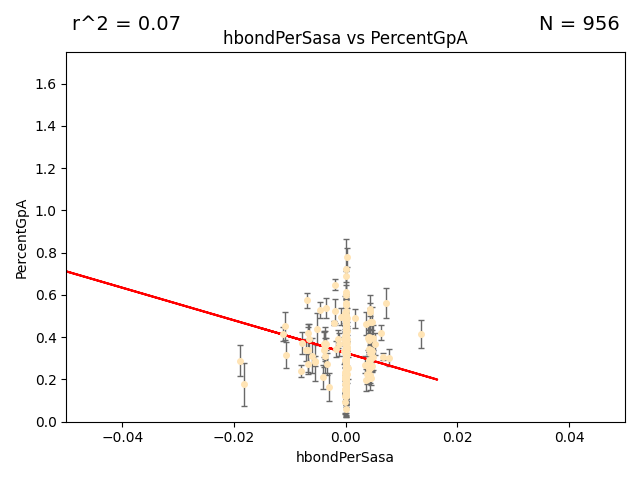 r^2 = 0.07
N = 956
hbondPerSasa vs PercentGpA
1.6
1.4
1.2
1.0
0.8
0.6
0.4
0.2
0.0
PercentGpA
−0.04
−0.02
0.00
0.02
0.04
hbondPerSasa